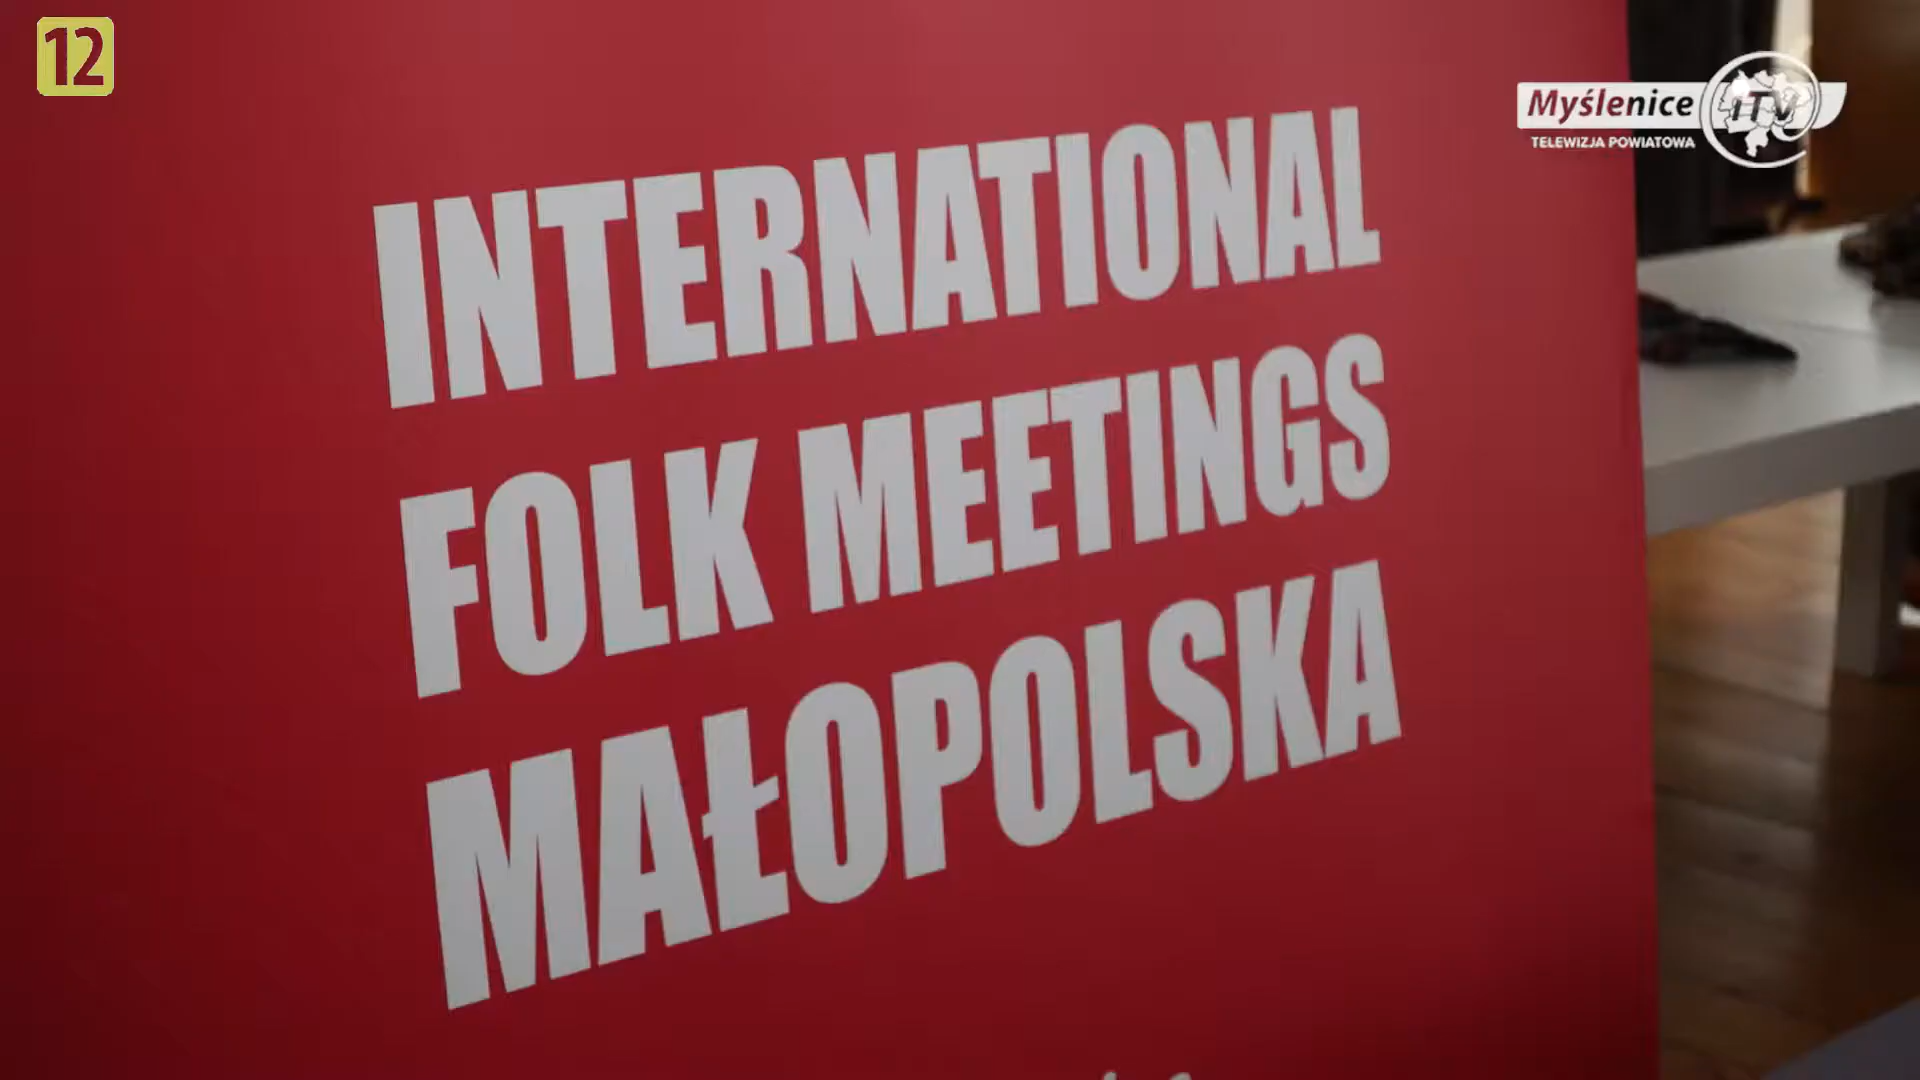 12
Myślenice iTV
TELEWIZJA POWIATOWA
INTERNATIONAL
FOLK MEETINGS
MAŁOPOLSKA